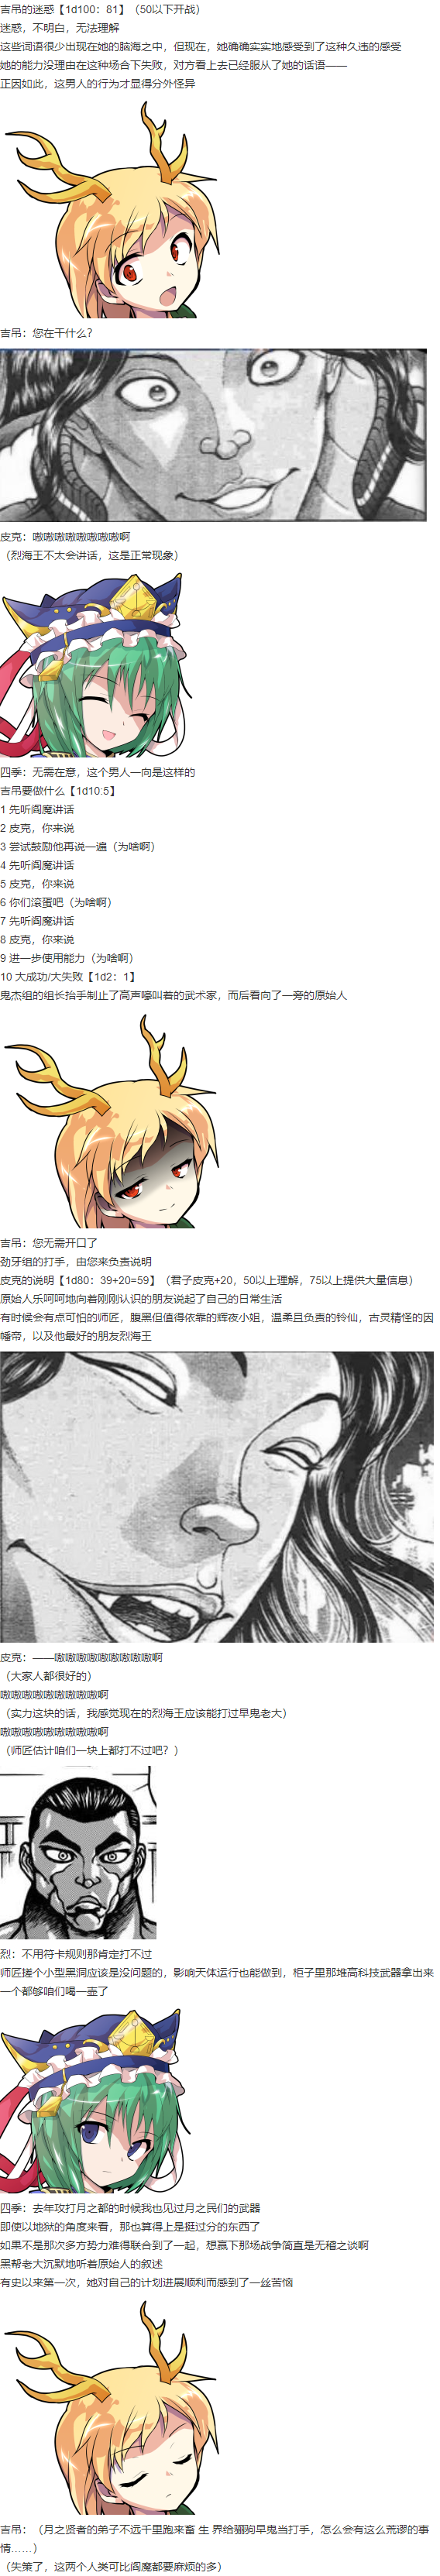 吉吊的迷惑【1d100：81】（50以下开战）
迷惑，不明白，无法理解
这些词语很少出现在她的脑海之中，但现在，她确确实实地感受到了这种久违的感受
她的能力没理由在这种场合下失败，对方看上去已经服从了她的话语——
正因如此，这男人的行为才显得分外怪异
吉吊：您在干什么？
皮克：嗷嗷嗷嗷嗷嗷嗷嗷啊
（烈海王不太会讲话，这是正常现象）
四季：无需在意，这个男人一向是这样的
吉吊要做什么【1d10:5】
1 先听阎魔讲话
2 皮克，你来说
3 尝试鼓励他再说一遍（为啥啊）
4 先听阎魔讲话
5 皮克，你来说
6 你们滚蛋吧（为啥啊）
7 先听阎魔讲话
8 皮克，你来说
9 进一步使用能力（为啥啊）
10 大成功/大失败【1d2：1】
鬼杰组的组长抬手制止了高声嚎叫着的武术家，而后看向了一旁的原始人
吉吊：您无需开口了
劲牙组的打手，由您来负责说明
皮克的说明【1d80：39+20=59】（君子皮克+20，50以上理解，75以上提供大量信息）
原始人乐呵呵地向着刚刚认识的朋友说起了自己的日常生活
有时候会有点可怕的师匠，腹黑但值得依靠的辉夜小姐，温柔且负责的铃仙，古灵精怪的因
幡帝，以及他最好的朋友烈海王
皮克：——嗷嗷嗷嗷嗷嗷嗷嗷嗷啊
（大家人都很好的）
嗷嗷嗷嗷嗷嗷嗷嗷嗷啊
（实力这块的话，我感觉现在的烈海王应该能打过早鬼老大）
嗷嗷嗷嗷嗷嗷嗷嗷嗷啊
（师匠估计咱们一块上都打不过吧？）
烈：不用符卡规则那肯定打不过
师匠搓个小型黑洞应该是没问题的，影响天体运行也能做到，柜子里那堆高科技武器拿出来
一个都够咱们喝一壶了
四季：去年攻打月之都的时候我也见过月之民们的武器
即使以地狱的角度来看，那也算得上是挺过分的东西了
如果不是那次多方势力难得联合到了一起，想赢下那场战争简直是无稽之谈啊
黑帮老大沉默地听着原始人的叙述
有史以来第一次，她对自己的计划进展顺利而感到了一丝苦恼
吉吊：（月之贤者的弟子不远千里跑来畜 生 界给骊驹早鬼当打手，怎么会有这么荒谬的事
情……）
（失策了，这两个人类可比阎魔都要麻烦的多）